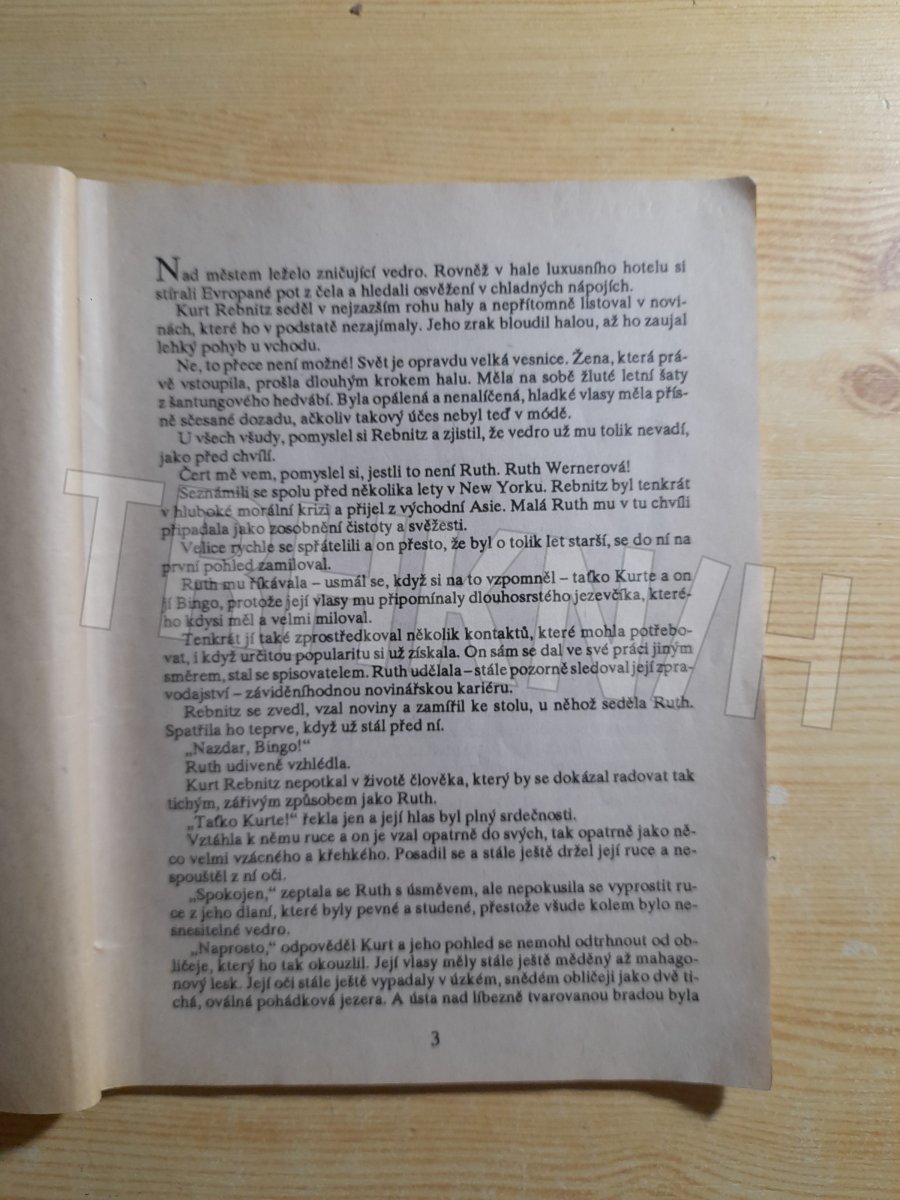 Nad městem leželo zničující vedro. Rovněž v hale luxusního hotelu si
stírali Evropané pot z čela a hledali osvěžení v chladných nápojích.
Kurt Rebnitz seděl v nejzazším rohu haly a nepřítomně listoval v novi-
nách, které ho v podstatě nezajímaly. Jeho zrak bloudil halou, až ho zaujal
lehký pohyb u vchodu.
Ne, to přece není možné! Svět je opravdu velká vesnice. Žena, která prá-
vě vstoupila, prošla dlouhým krokem halu. Měla na sobě žluté letní šaty
z šantungového hedvábí. Byla opálená a nenalíčená, hladké vlasy měla přís-
ně sčesané dozadu, ačkoliv takový účes nebyl teď v módě.
U všech všudy, pomyslel si Rebnitz a zjistil, že vedro už mu tolik nevadí,
jako před chvílí.
Čert mě vem, pomyslel si, jestli to není Ruth. Ruth Wernerová!
Seznámili se spolu před několika lety v New Yorku. Rebnitz byl tenkrát
v hluboké morální krizi a přijel z východní Asie. Malá Ruth mu v tu chvíli
připadala jako zosobnění čistoty a svěžesti.
Velice rychle se spřátelili a on přesto, že byl o tolik let starší, se do ní na
první pohled zamiloval.
Ruth mu říkávala – usmál se, když si na to vzpomněl – taťko Kurte a on
jí Bingo, protože její vlasy mu připomínaly dlouhosrstého jezevčíka, které-
ho kdysi měl a velmi miloval.
Tenkrát jí také zprostředkoval několik kontaktů, které mohla potřebo-
vat, i když určitou popularitu si už získala. On sám se dal ve své práci jiným
směrem, stal se spisovatelem. Ruth udělala – stále pozorně sledoval její zpra-
vodajství – záviděníhodnou novinářskou kariéru.
Rebnitz se zvedl, vzal noviny a zamířil ke stolu, u něhož seděla Ruth.
Spatřila ho teprve, když už stál před ní.
„Nazdar, Bingo!“
Ruth udiveně vzhlédla.
Kurt Rebnitz nepotkal v životě člověka, který by se dokázal radovat tak
tichým, zářivým způsobem jako Ruth.
„Taťko Kurte!“ řekla jen a její hlas byl plný srdečnosti.
Vztáhla k němu ruce a on je vzal opatrně do svých, tak opatrně jako ně-
co velmi vzácného a křehkého. Posadil se a stále ještě držel její ruce a ne-
spouštěl z ní oči.
„Spokojen,“ zeptala se Ruth s úsměvem, ale nepokusila se vyprostit ru-
ce z jeho dlaní, které byly pevné a studené, přestože všude kolem bylo ne-
snesitelné vedro.
„Naprosto,“ odpověděl Kurt a jeho pohled se nemohl odtrhnout od ob-
ličeje, který ho tak okouzlil. Její vlasy měly stále ještě měděný až mahago-
nový lesk. Její oči stále ještě vypadaly v úzkém, snědém obličeji jako dvě ti-
chá, oválná pohádková jezera. A ústa nad líbezně tvarovanou bradou byla
3